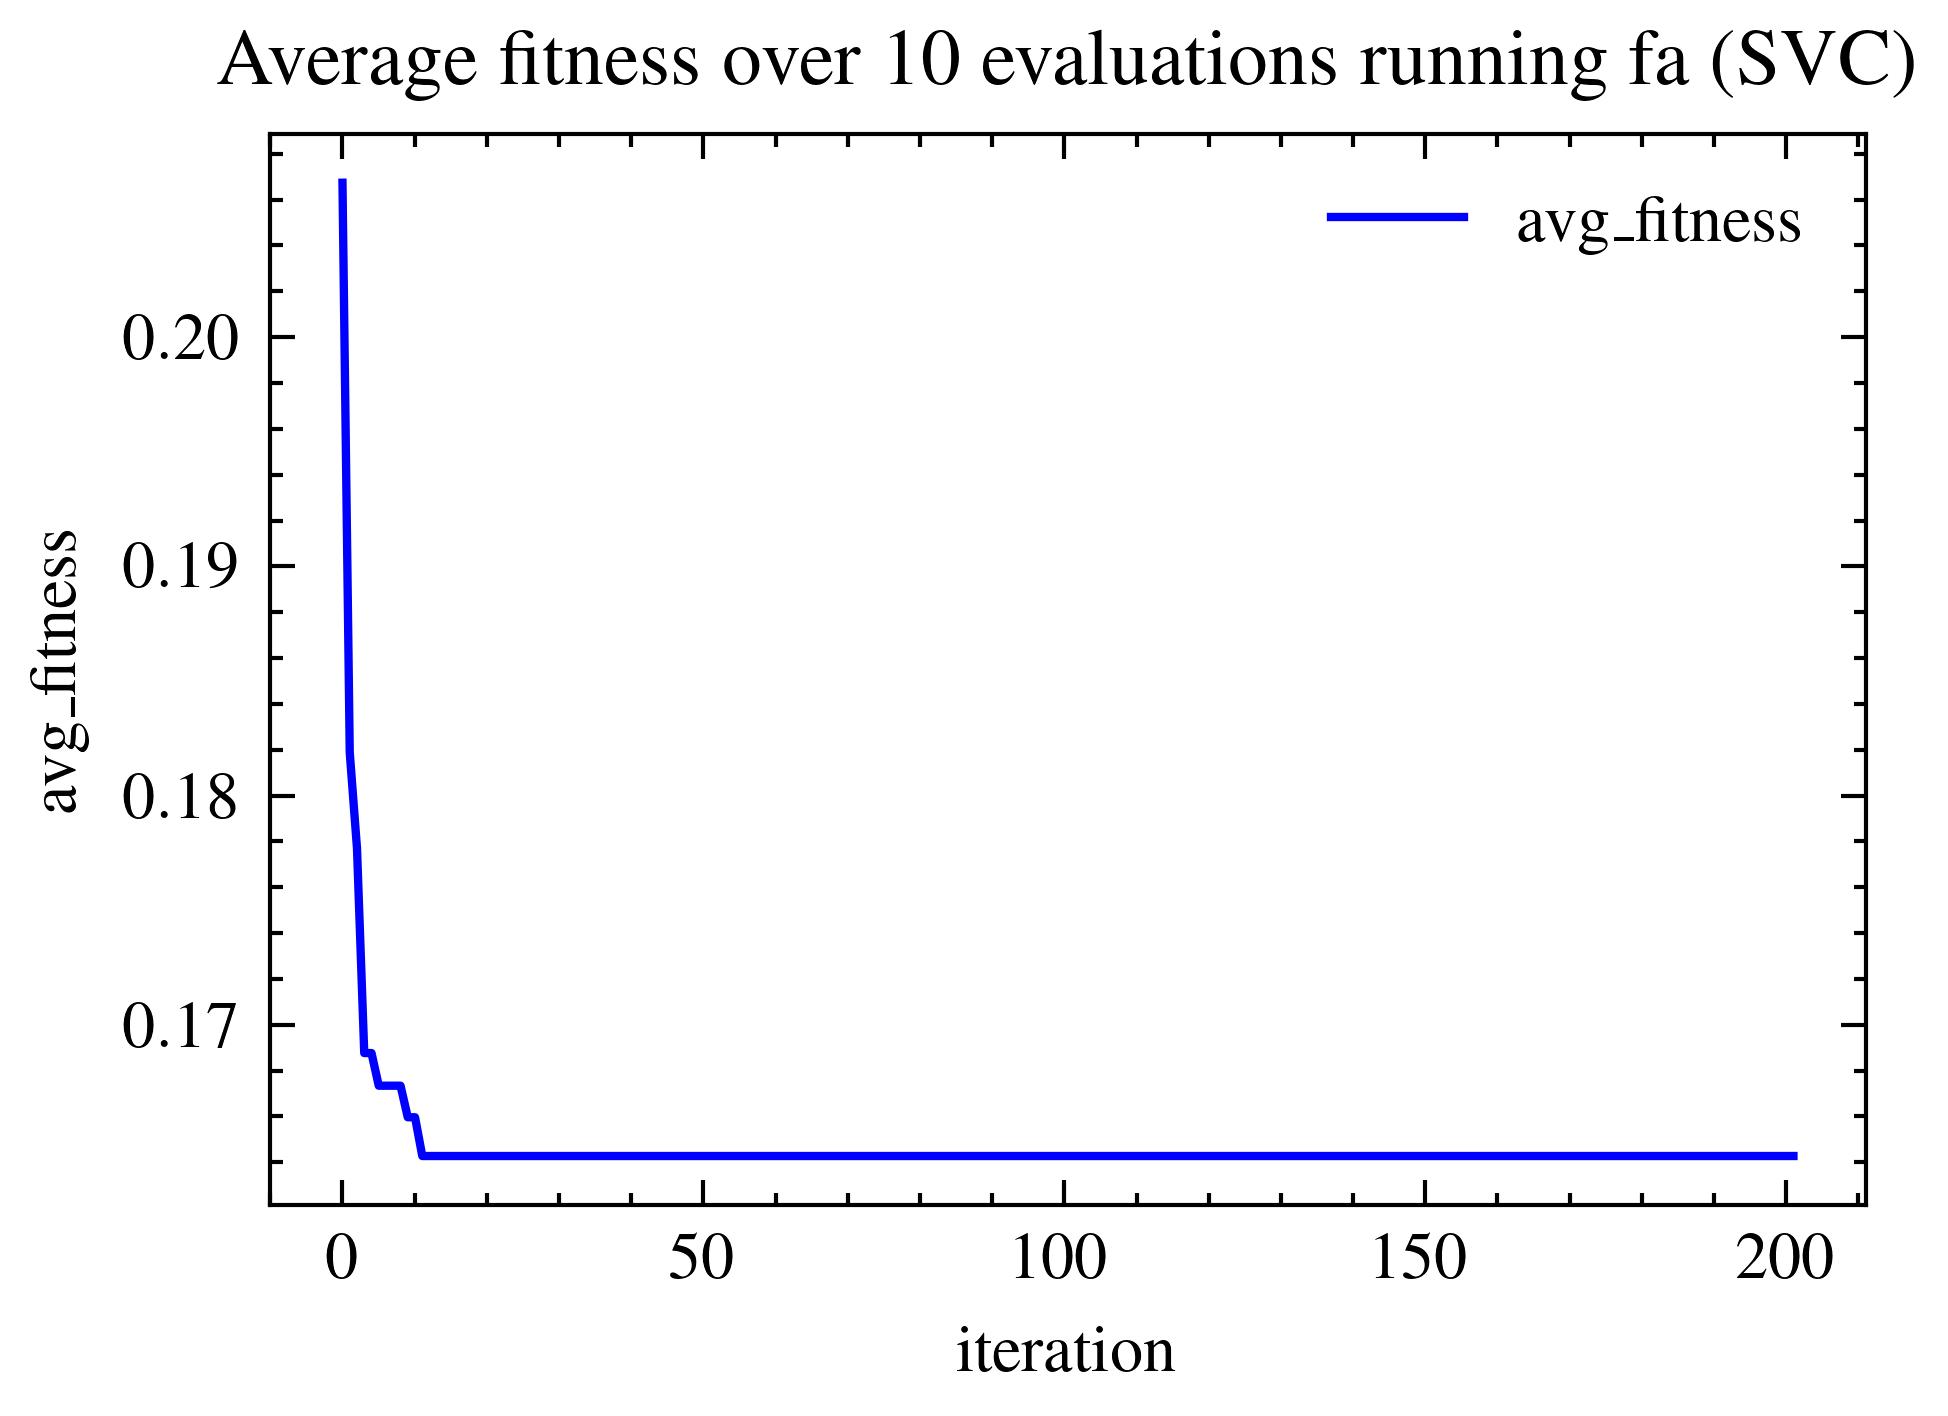 Average fitness over 10 evaluations running fa (SVC)
avg_fitness
0.20
0.19
0.18
0.17
avg_fitness
0 50 100 150 200
iteration